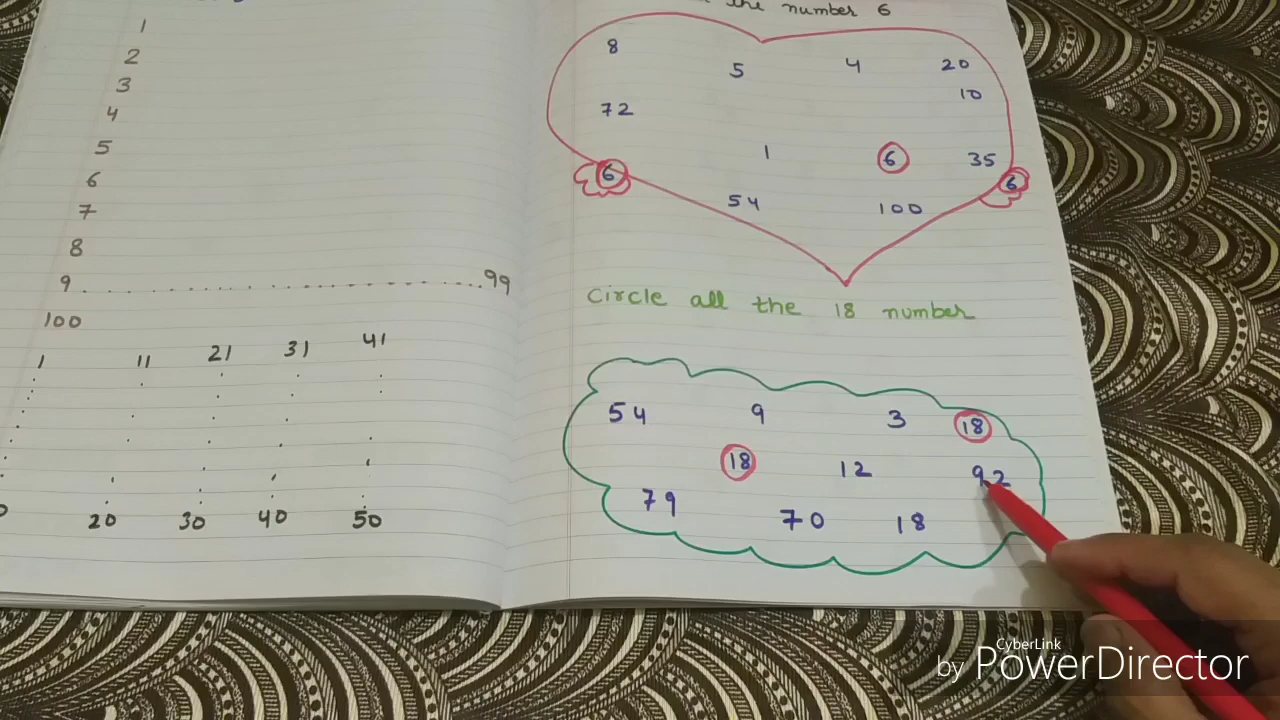 1
2
3
4
5
6
7
8
9 . . . . . . . . . . . . . . . . . . . 99
100
1 11 21 31 41
20 30 40 50
the number 6
8 5 4 20
10
72
1 6 35
6 6
54 100
Circle all the 18 number
54 9 3 18
18 12 92
79 70 18
CyberLink
by PowerDirector